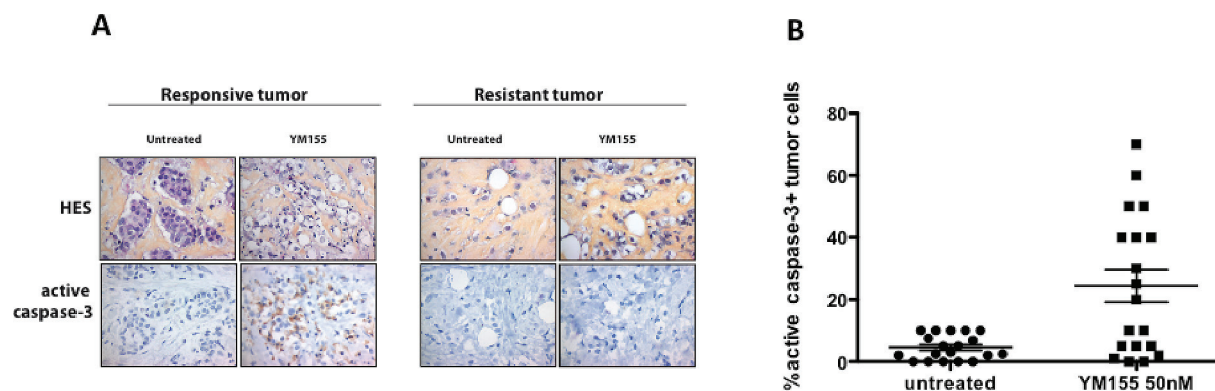 A
Responsive tumor
Resistant tumor
Untreated
YM155
Untreated
YM155
HES
active
caspase-3
B
%active caspase-3+ tumor cells
80
60
40
20
0
untreated
YM155 50nM